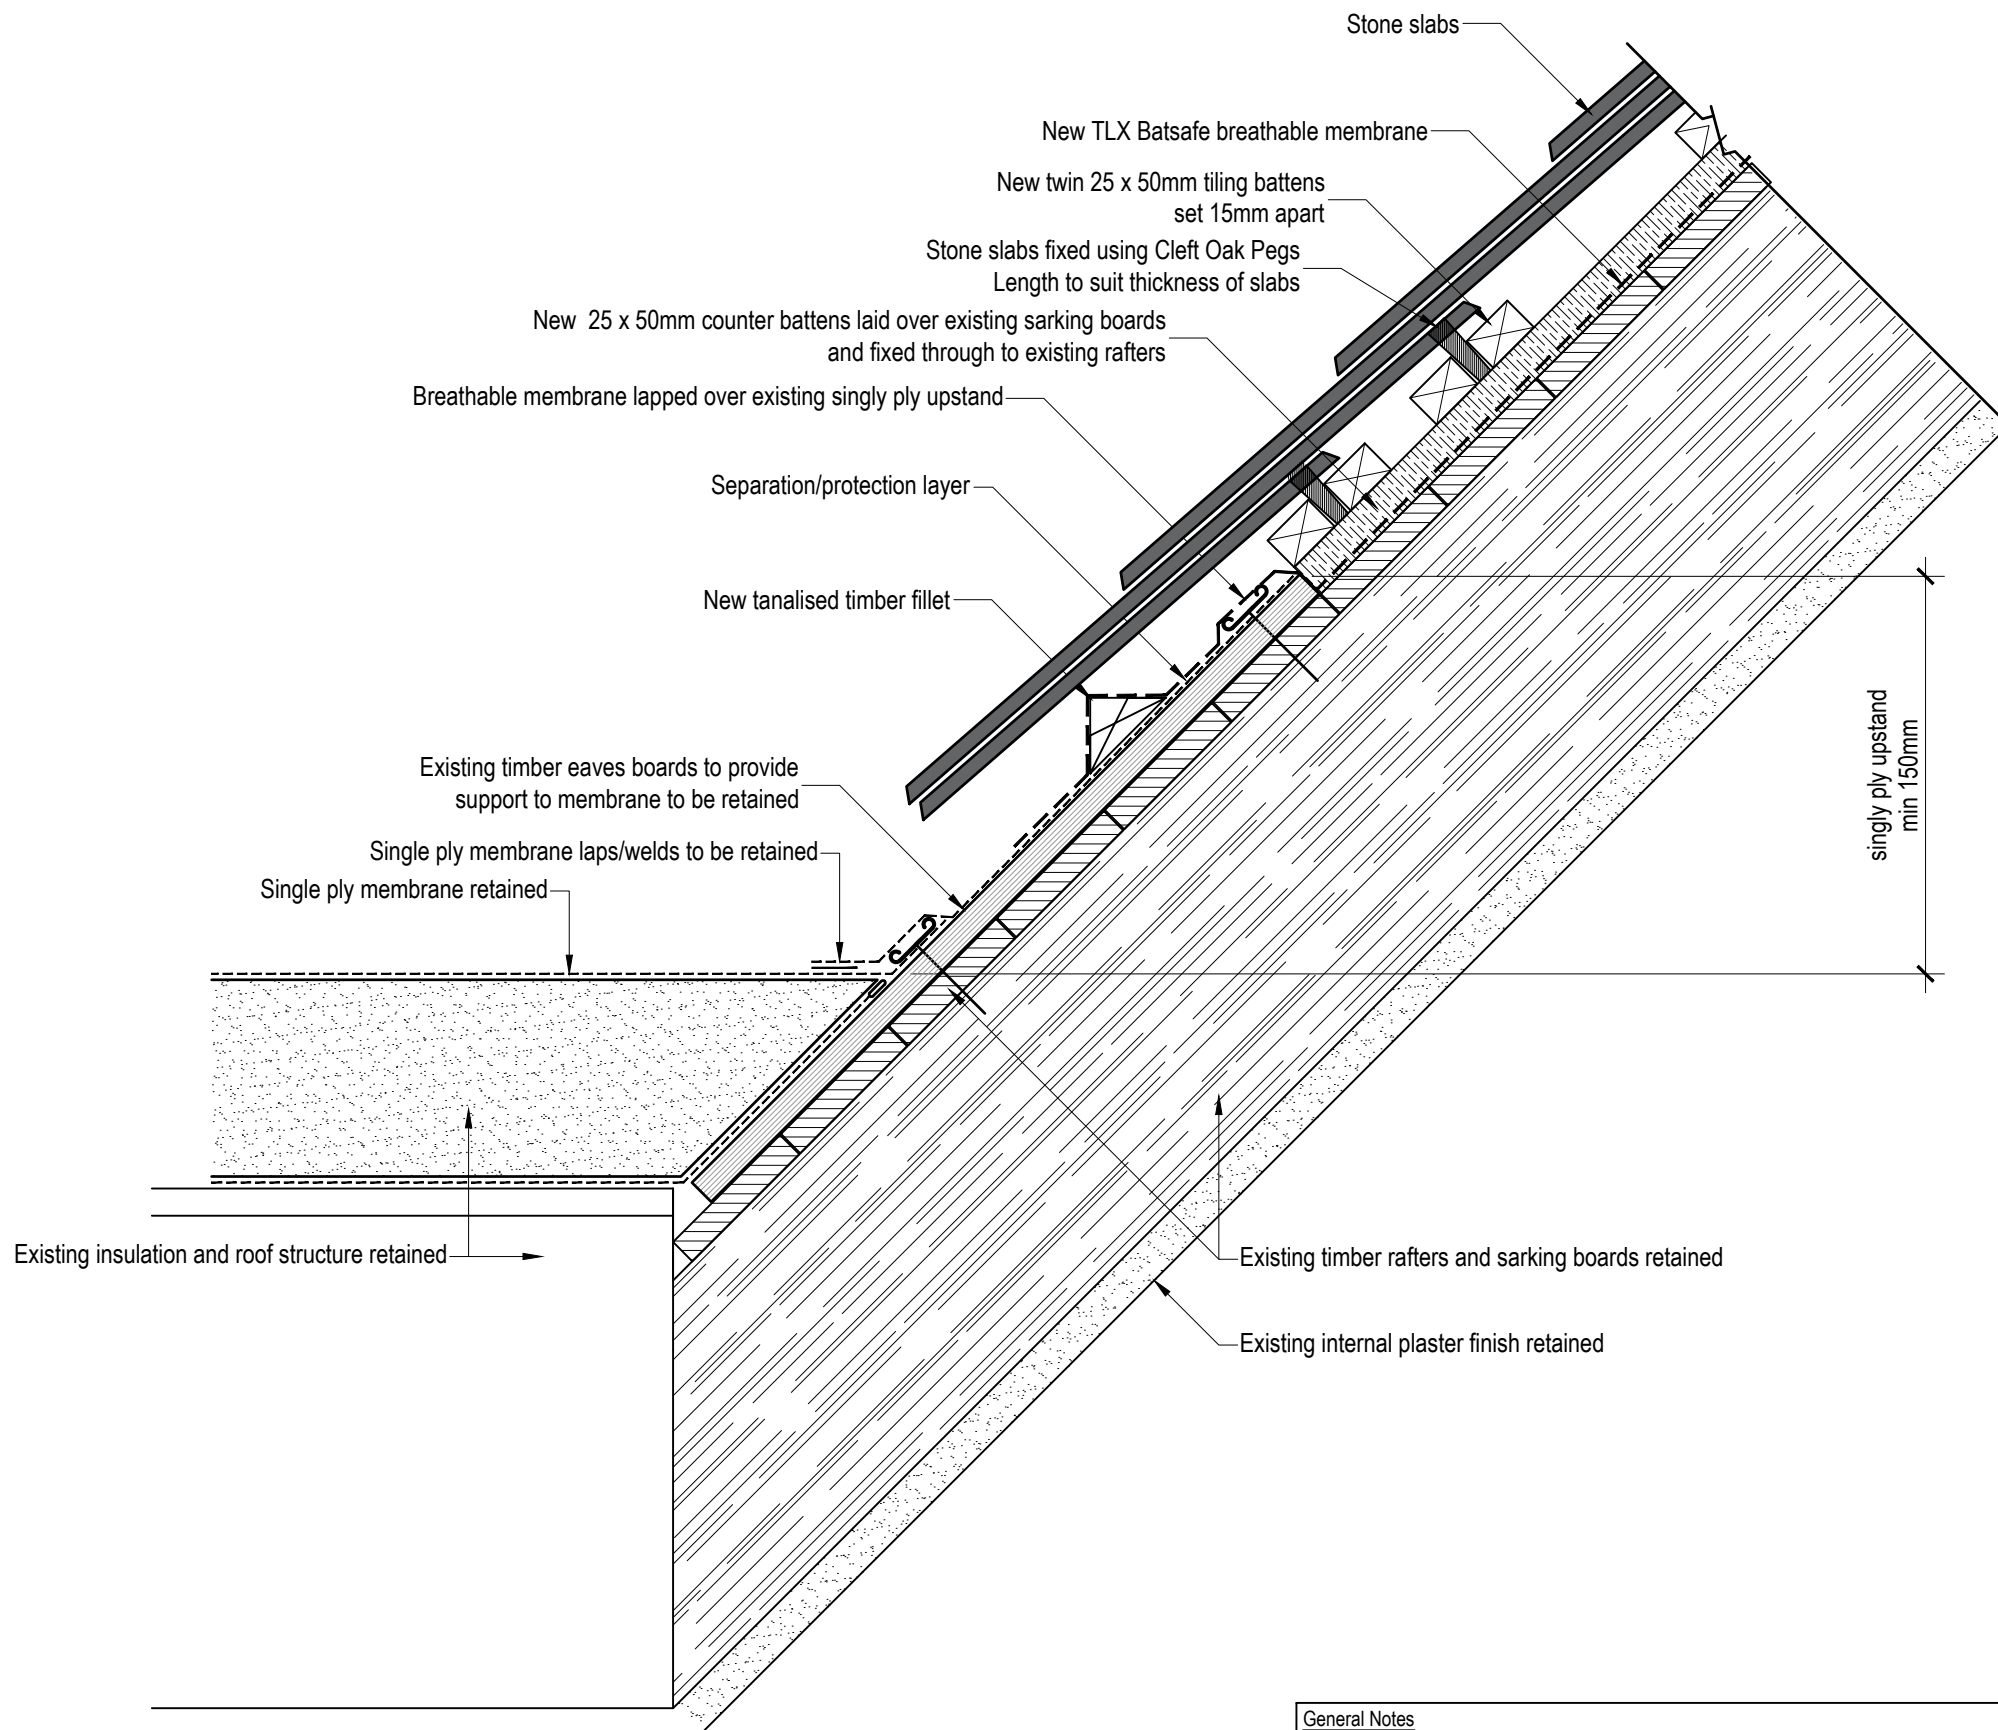 Stone slabs
New TLX Batsafe breathable membrane
New twin 25 x 50mm tiling battens
set 15mm apart
Stone slabs fixed using Cleft Oak Pegs
Length to suit thickness of slabs
New 25 x 50mm counter battens laid over existing sarking boards
and fixed through to existing rafters
Breathable membrane lapped over existing singly ply upstand
Separation/protection layer
New tanalised timber fillet
singly ply upstand
min 150mm
Existing timber eaves boards to provide
support to membrane to be retained
Single ply membrane laps/welds to be retained
Single ply membrane retained
Existing insulation and roof structure retained
Existing timber rafters and sarking boards retained
Existing internal plaster finish retained
General Notes